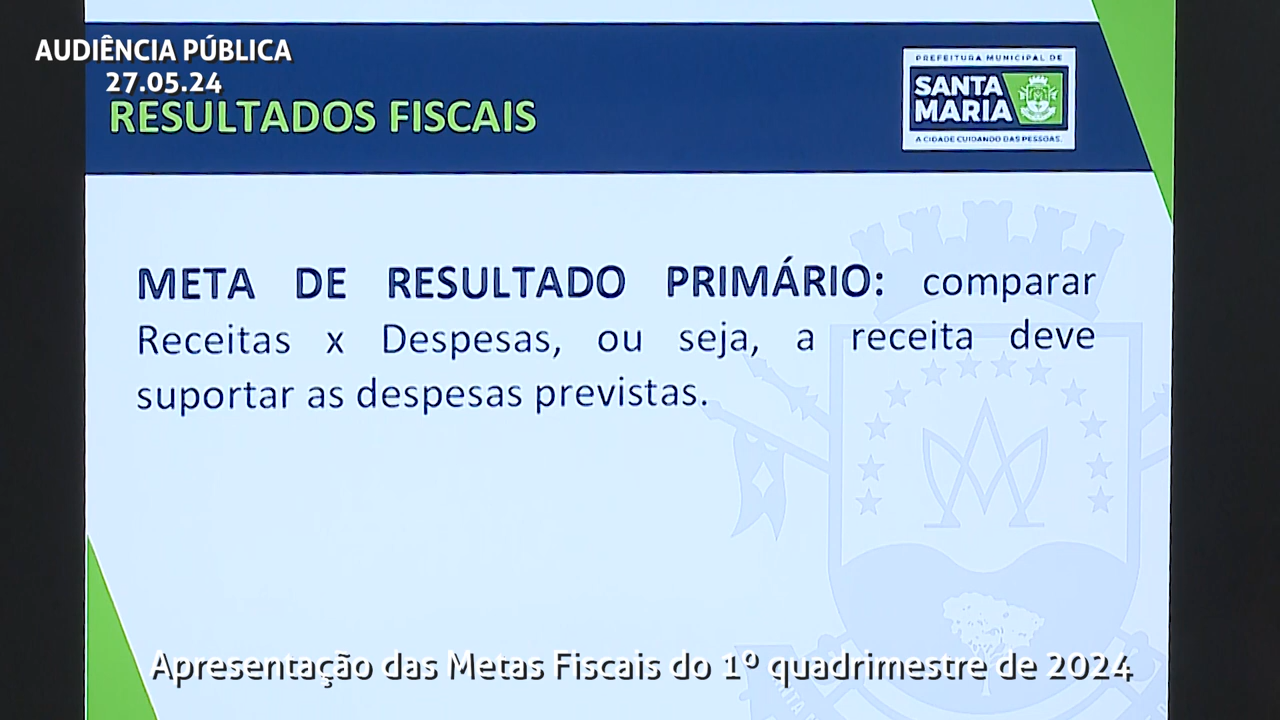 AUDIÊNCIA PÚBLICA
27.05.24
RESULTADOS FISCAIS
PREFEITURA MUNICIPAL DE
SANTA
MARIA
A CIDADE CUIDANDO DAS PESSOAS.
META DE RESULTADO PRIMÁRIO: comparar
Receitas x Despesas, ou seja, a receita deve
suportar as despesas previstas.
Apresentação das Metas Fiscais do 1º quadrimestre de 2024